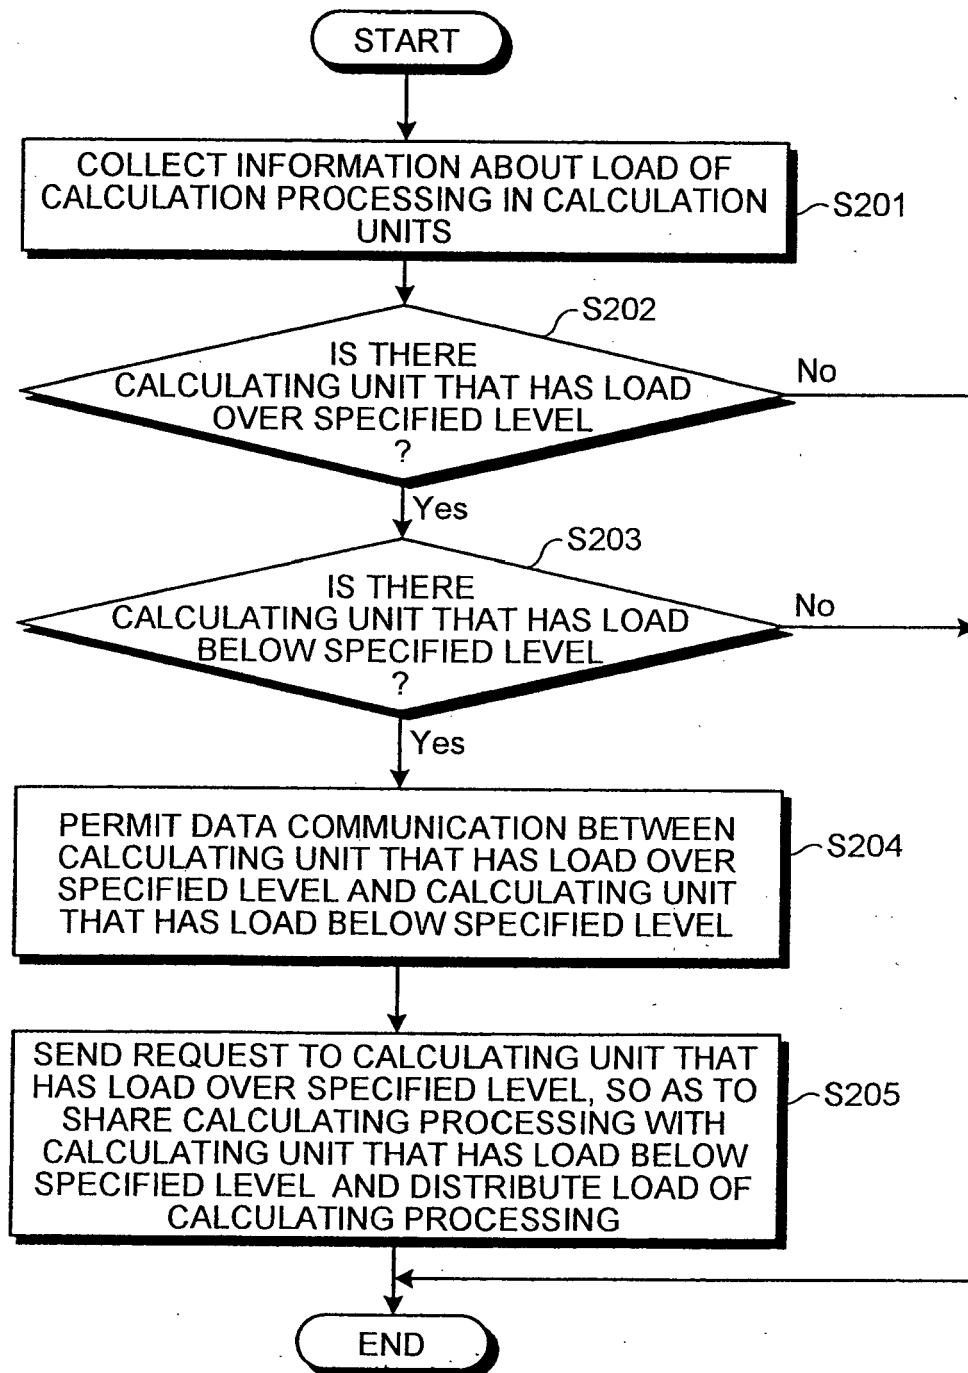 START
COLLECT INFORMATION ABOUT LOAD OF
CALCULATION PROCESSING IN CALCULATION
UNITS
S201
S202
IS THERE
CALCULATING UNIT THAT HAS LOAD
OVER SPECIFIED LEVEL
?
No
Yes
S203
IS THERE
CALCULATING UNIT THAT HAS LOAD
BELOW SPECIFIED LEVEL
?
No
Yes
PERMIT DATA COMMUNICATION BETWEEN
CALCULATING UNIT THAT HAS LOAD OVER
SPECIFIED LEVEL AND CALCULATING UNIT
THAT HAS LOAD BELOW SPECIFIED LEVEL
S204
SEND REQUEST TO CALCULATING UNIT THAT
HAS LOAD OVER SPECIFIED LEVEL, SO AS TO
SHARE CALCULATING PROCESSING WITH
CALCULATING UNIT THAT HAS LOAD BELOW
SPECIFIED LEVEL AND DISTRIBUTE LOAD OF
CALCULATING PROCESSING
S205
END